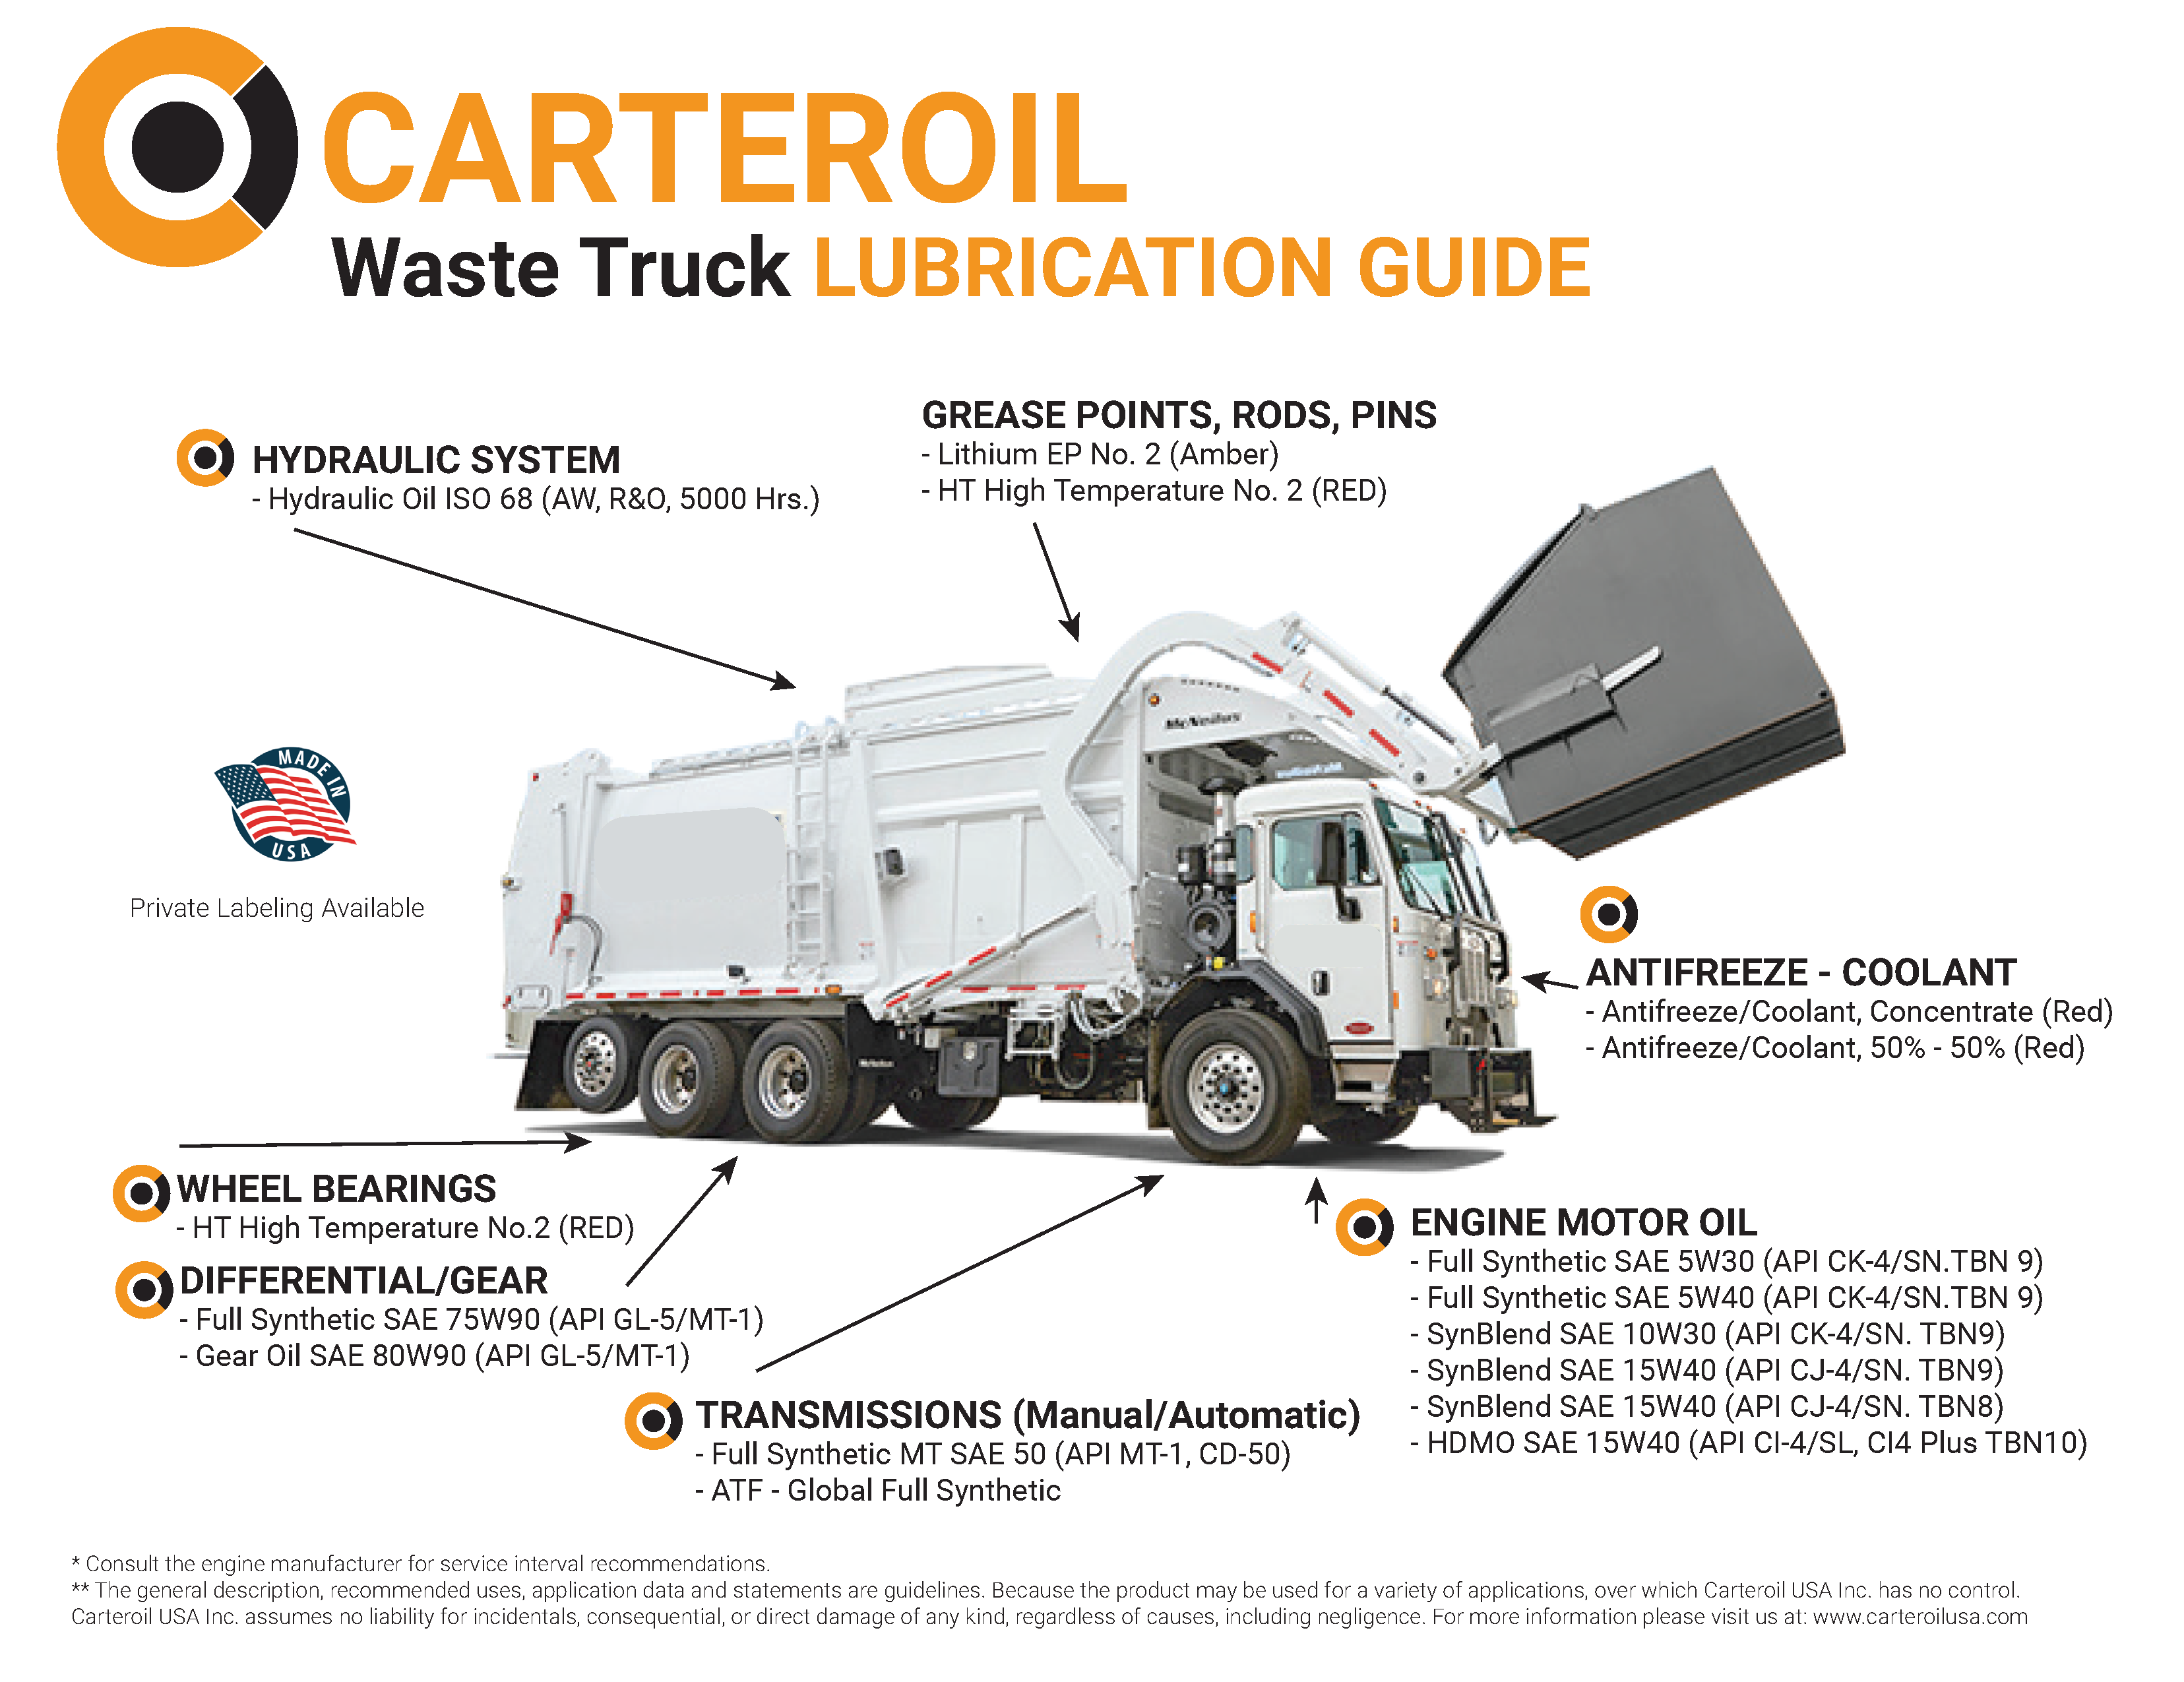 CARTEROIL
Waste Truck LUBRICATION GUIDE
GREASE POINTS, RODS, PINS
- Lithium EP No. 2 (Amber)
- HT High Temperature No. 2 (RED)
HYDRAULIC SYSTEM
- Hydraulic Oil ISO 68 (AW, R&O, 5000 Hrs.)
McNeilus
MADE IN
USA
Private Labeling Available
ANTIFREEZE - COOLANT
- Antifreeze/Coolant, Concentrate (Red)
- Antifreeze/Coolant, 50% - 50% (Red)
WHEEL BEARINGS
- HT High Temperature No.2 (RED)
DIFFERENTIAL/GEAR
- Full Synthetic SAE 75W90 (API GL-5/MT-1)
- Gear Oil SAE 80W90 (API GL-5/MT-1)
TRANSMISSIONS (Manual/Automatic)
- Full Synthetic MT SAE 50 (API MT-1, CD-50)
- ATF - Global Full Synthetic
ENGINE MOTOR OIL
- Full Synthetic SAE 5W30 (API CK-4/SN.TBN 9)
- Full Synthetic SAE 5W40 (API CK-4/SN.TBN 9)
- SynBlend SAE 10W30 (API CK-4/SN. TBN9)
- SynBlend SAE 15W40 (API CJ-4/SN. TBN9)
- SynBlend SAE 15W40 (API CJ-4/SN. TBN8)
- HDMO SAE 15W40 (API CI-4/SL, CI4 Plus TBN10)
* Consult the engine manufacturer for service interval recommendations.
** The general description, recommended uses, application data and statements are guidelines. Because the product may be used for a variety of applications, over which Carteroil USA Inc. has no control.
Carteroil USA Inc. assumes no liability for incidentals, consequential, or direct damage of any kind, regardless of causes, including negligence. For more information please visit us at: www.carteroilusa.com